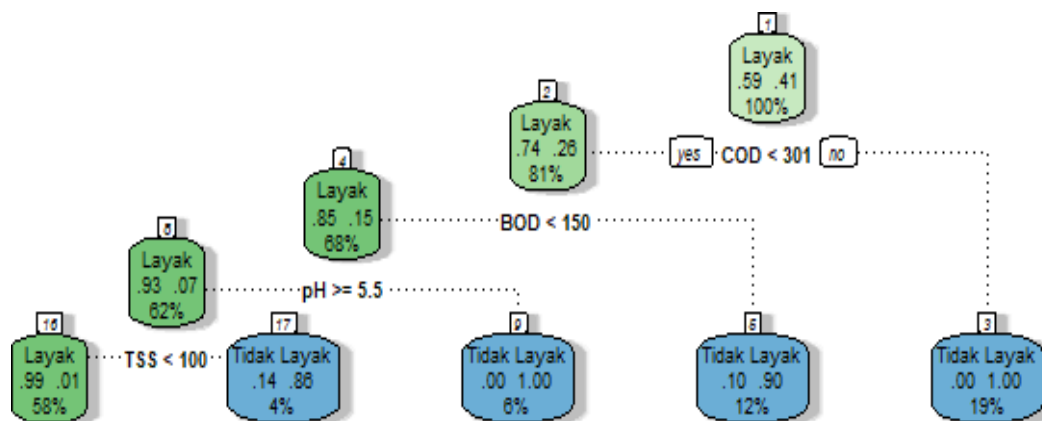 1
Layak
.59 .41
100%
yes COD < 301 no
2
Layak
.74 .26
81%
4
Layak
.85 .15
68%
BOD < 150
8
Layak
.93 .07
62%
pH >= 5.5
16
Layak
.99 .01
58%
TSS < 100
17
Tidak Layak
.14 .86
4%
9
Tidak Layak
.00 1.00
6%
5
Tidak Layak
.10 .90
12%
3
Tidak Layak
.00 1.00
19%